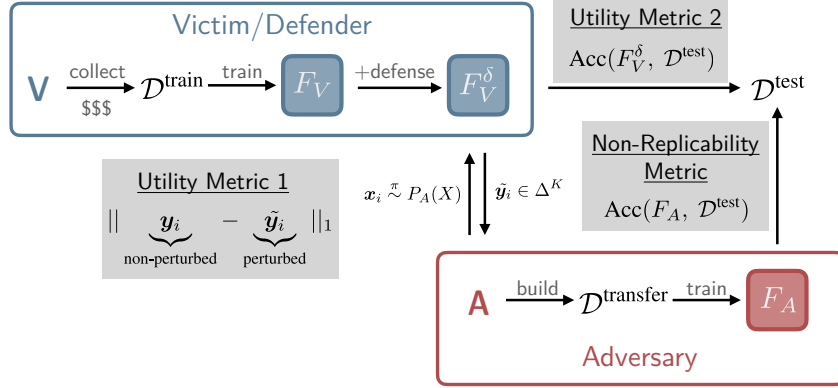 Victim/Defender
V
collect
$$$
𝒟^train
train
F_V
+defense
F_V^δ
Utility Metric 2
Acc(F_V^δ, 𝒟^test)
𝒟^test
Non-Replicability
Metric
Acc(F_A, 𝒟^test)
Utility Metric 1
|| y_i − ỹ_i ||_1
non-perturbed
perturbed
x_i ∼^π P_A(X)
ỹ_i ∈ Δ^K
A
build
𝒟^transfer
train
F_A
Adversary